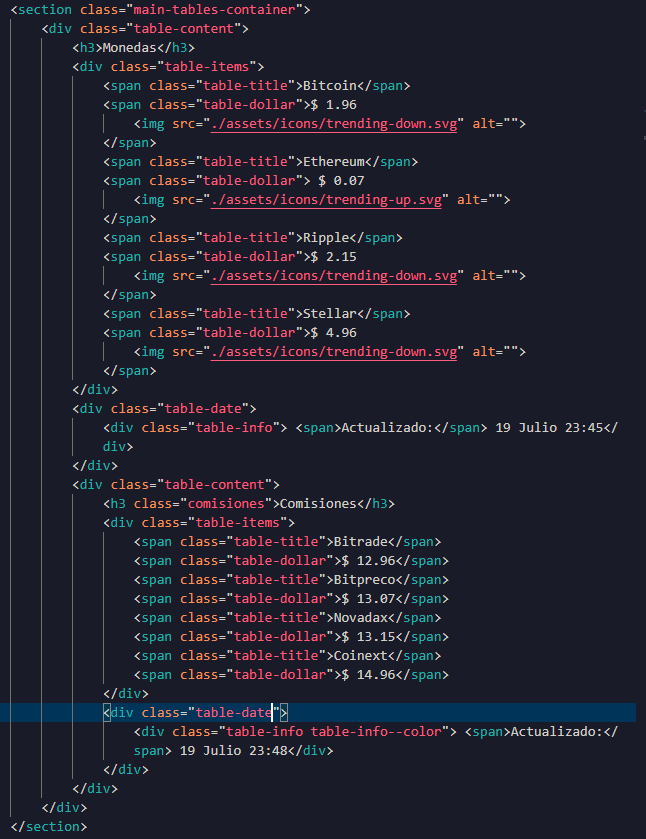 <section class="main-tables-container">
<div class="table-content">
<h3>Monedas</h3>
<div class="table-items">
<span class="table-title">Bitcoin</span>
<span class="table-dollar">$ 1.96
<img src="./assets/icons/trending-down.svg" alt="">
</span>
<span class="table-title">Ethereum</span>
<span class="table-dollar"> $ 0.07
<img src="./assets/icons/trending-up.svg" alt="">
</span>
<span class="table-title">Ripple</span>
<span class="table-dollar">$ 2.15
<img src="./assets/icons/trending-down.svg" alt="">
</span>
<span class="table-title">Stellar</span>
<span class="table-dollar">$ 4.96
<img src="./assets/icons/trending-down.svg" alt="">
</span>
</div>
<div class="table-date">
<div class="table-info"> <span>Actualizado:</span> 19 Julio 23:45</
div>
</div>
<div class="table-content">
<h3 class="comisiones">Comisiones</h3>
<div class="table-items">
<span class="table-title">Bitrade</span>
<span class="table-dollar">$ 12.96</span>
<span class="table-title">Bitpreco</span>
<span class="table-dollar">$ 13.07</span>
<span class="table-title">Novadax</span>
<span class="table-dollar">$ 13.15</span>
<span class="table-title">Coinext</span>
<span class="table-dollar">$ 14.96</span>
</div>
<div class="table-date">
<div class="table-info table-info--color"> <span>Actualizado:</
span> 19 Julio 23:48</div>
</div>
</div>
</div>
</section>